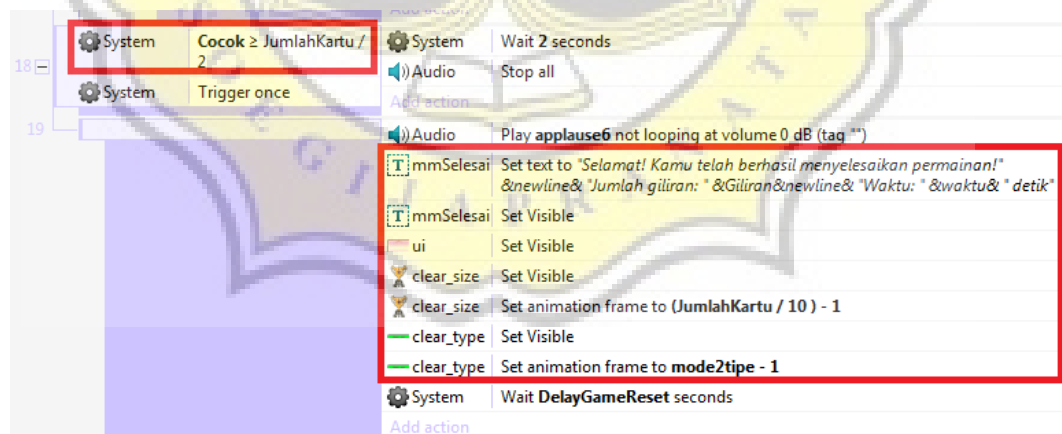 Add action
System Cocok ≥ JumlahKartu / 2 System Wait 2 seconds
18 Audio Stop all
System Trigger once Add action
19 Audio Play applause6 not looping at volume 0 dB (tag "")
mmSelesai Set text to "Selamat! Kamu telah berhasil menyelesaikan permainan!"
&newline& "Jumlah giliran: " &Giliran&newline& "Waktu: " &waktu& " detik"
mmSelesai Set Visible
ui Set Visible
clear_size Set Visible
clear_size Set animation frame to (JumlahKartu / 10 ) - 1
clear_type Set Visible
clear_type Set animation frame to mode2tipe - 1
System Wait DelayGameReset seconds
Add action